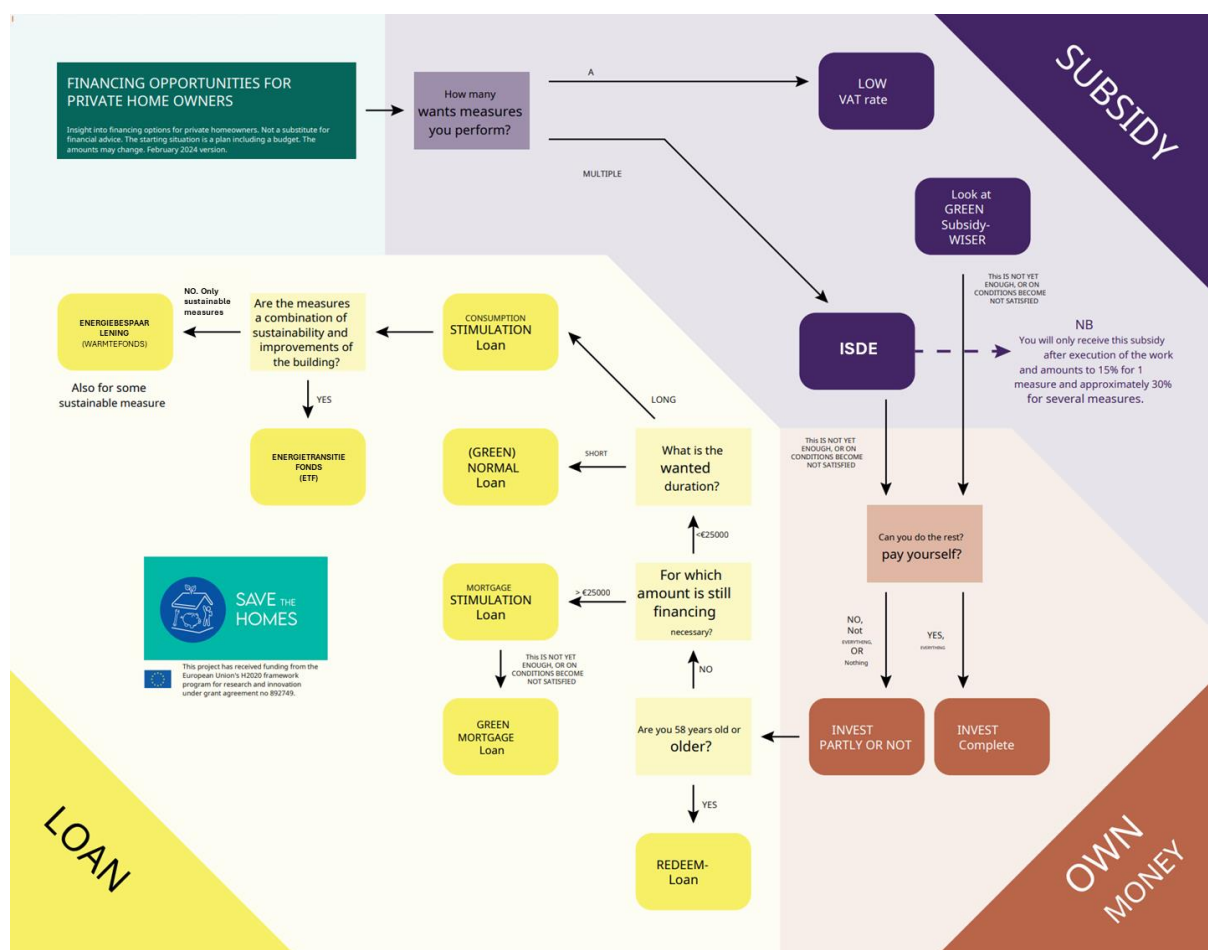 FINANCING OPPORTUNITIES FOR
PRIVATE HOME OWNERS
Insight into financing options for private homeowners. Not a substitute for
financial advice. The starting situation is a plan including a budget. The
amounts may change. February 2024 version.
How many
wants measures
you perform?
A
MULTIPLE
LOW
VAT rate
SUBSIDY
Look at
GREEN
Subsidy-
WISER
This IS NOT YET
ENOUGH, OR ON
CONDITIONS BECOME
NOT SATISFIED
ISDE
NB
You will only receive this subsidy
after execution of the work
and amounts to 15% for 1
measure and approximately 30%
for several measures.
This IS NOT YET
ENOUGH, OR ON
CONDITIONS BECOME
NOT SATISFIED
Can you do the rest?
pay yourself?
NO,
Not
EVERYTHING,
OR
Nothing
YES,
EVERYTHING
INVEST
PARTLY OR NOT
INVEST
Complete
OWN
MONEY
Are you 58 years old or
older?
YES
REDEEM-
Loan
NO
For which
amount is still
financing
necessary?
> €25000
MORTGAGE
STIMULATION
Loan
This IS NOT YET
ENOUGH, OR ON
CONDITIONS BECOME
NOT SATISFIED
GREEN
MORTGAGE
Loan
<€25000
What is the
wanted
duration?
SHORT
(GREEN)
NORMAL
Loan
LONG
CONSUMPTION
STIMULATION
Loan
Are the measures
a combination of
sustainability and
improvements of
the building?
NO. Only
sustainable
measures
ENERGIEBESPAAR
LENING
(WARMTEFONDS)
Also for some
sustainable measure
YES
ENERGIETRANSITIE
FONDS
(ETF)
SAVE THE
HOMES
This project has received funding from the
European Union's H2020 framework
program for research and innovation
under grant agreement no 892749.
LOAN